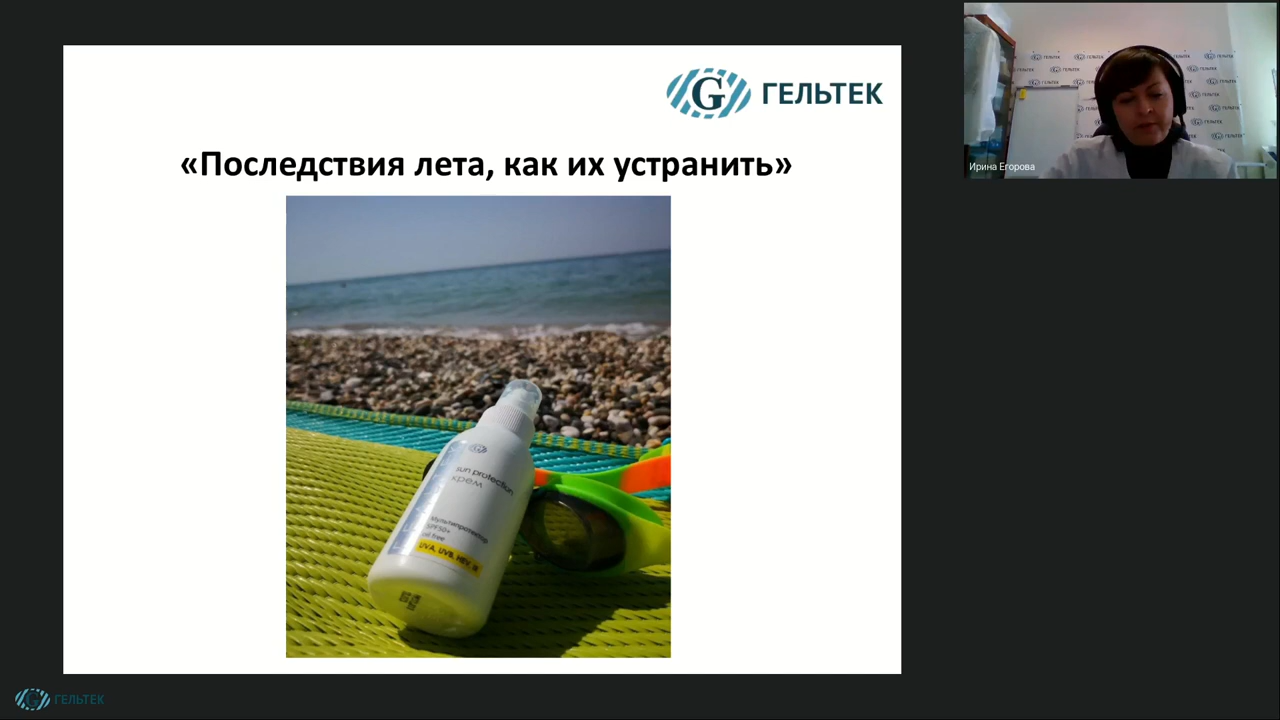 ГЕЛЬТЕК
«Последствия лета, как их устранить»
sun protection
крем
Мультипротектор
SPF50+
oil free
UVA, UVB, HEV, IR
Ирина Егорова
ГЕЛЬТЕК